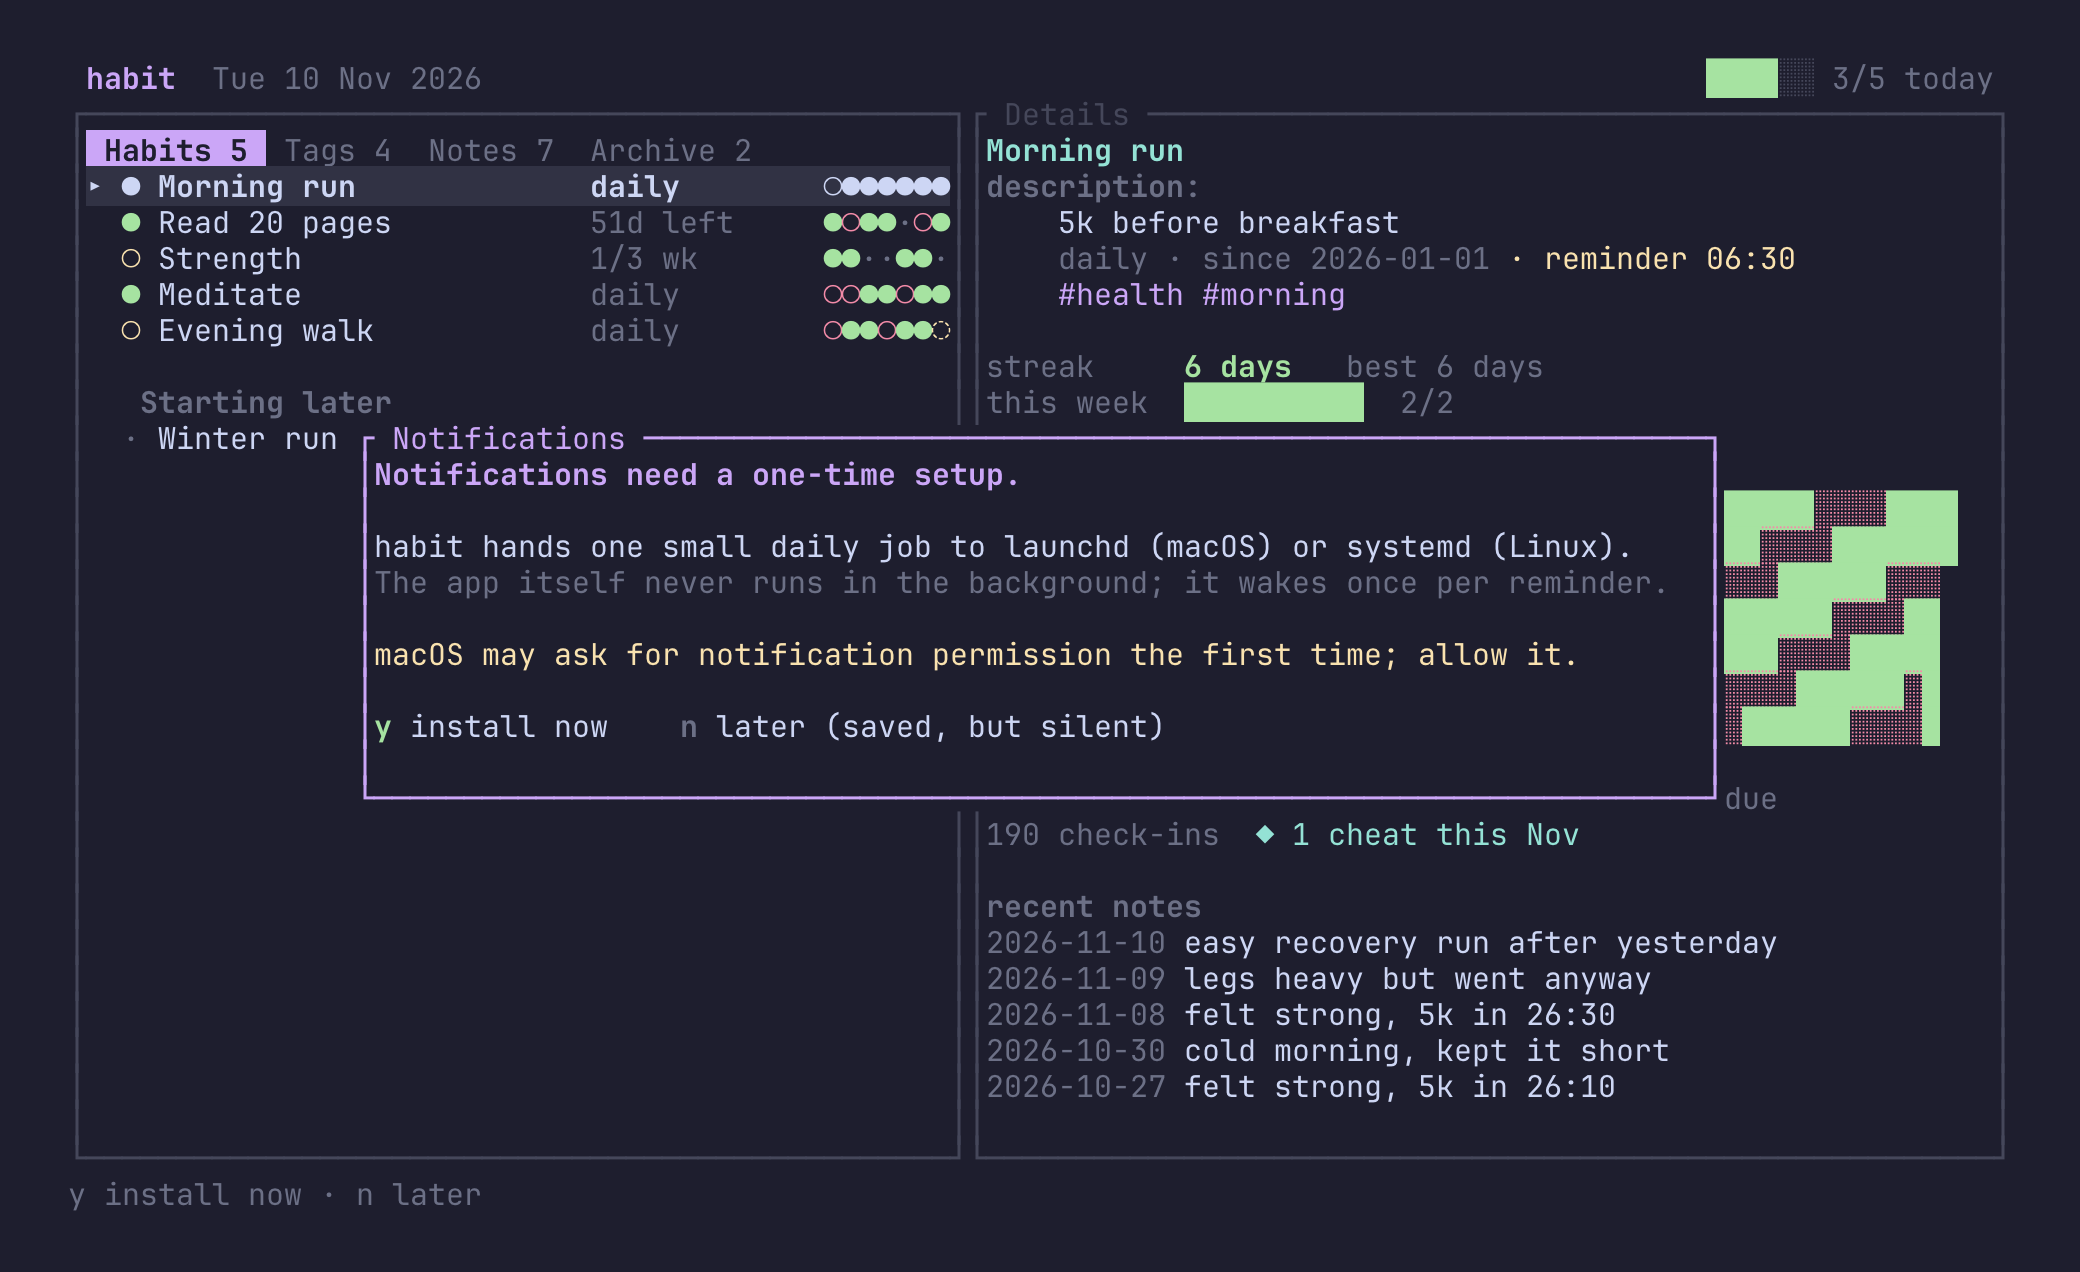 habit Tue 10 Nov 2026 3/5 today
Habits 5 Tags 4 Notes 7 Archive 2
Morning run daily
Read 20 pages 51d left
Strength 1/3 wk
Meditate daily
Evening walk daily
Starting later
Winter run
Details
Morning run
description:
5k before breakfast
daily · since 2026-01-01 · reminder 06:30
#health #morning
streak 6 days best 6 days
this week 2/2
Notifications
Notifications need a one-time setup.
habit hands one small daily job to launchd (macOS) or systemd (Linux).
The app itself never runs in the background; it wakes once per reminder.
macOS may ask for notification permission the first time; allow it.
y install now n later (saved, but silent)
due
190 check-ins ◆ 1 cheat this Nov
recent notes
2026-11-10 easy recovery run after yesterday
2026-11-09 legs heavy but went anyway
2026-11-08 felt strong, 5k in 26:30
2026-10-30 cold morning, kept it short
2026-10-27 felt strong, 5k in 26:10
y install now · n later